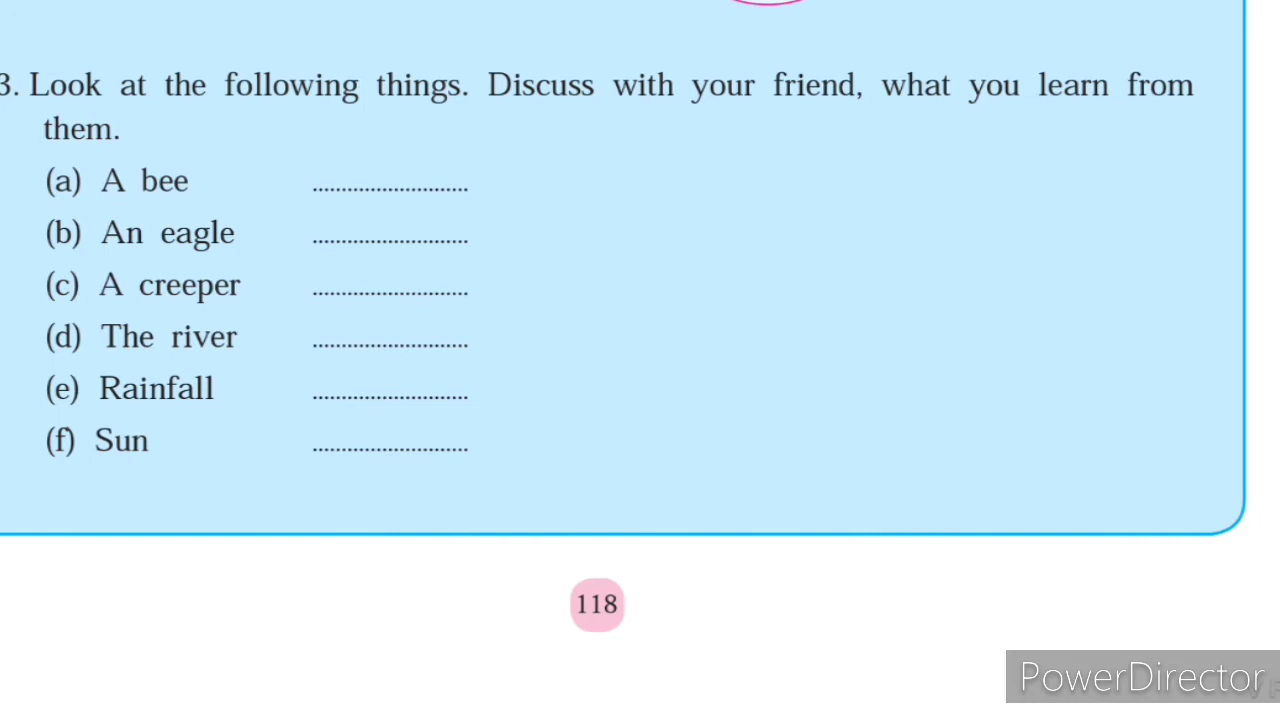 3. Look at the following things. Discuss with your friend, what you learn from
them.
(a) A bee ...........................
(b) An eagle ...........................
(c) A creeper ...........................
(d) The river ...........................
(e) Rainfall ...........................
(f) Sun ...........................
118
PowerDirector